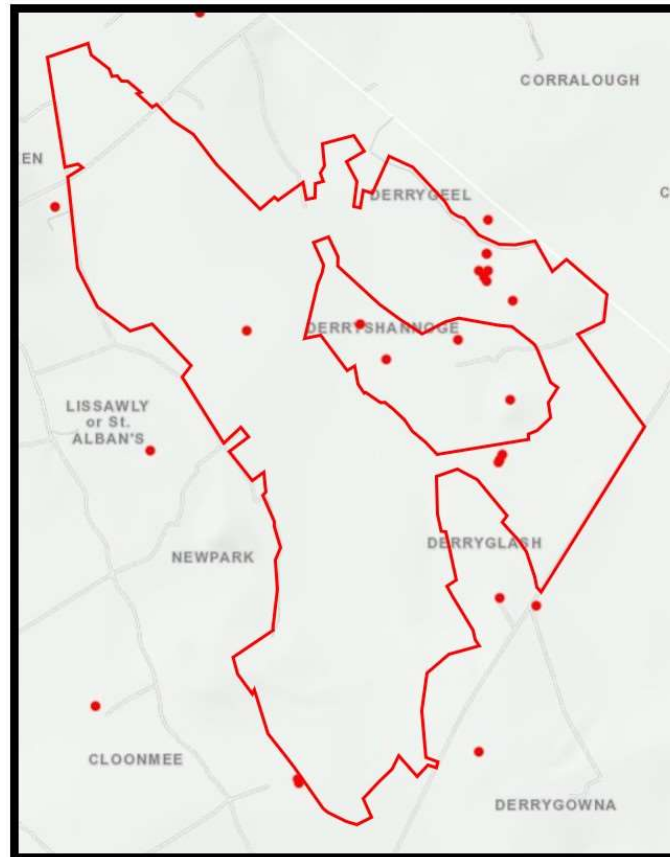 CORRALOUGH
EN
DERRYGEEL
C
DERRYSHANNOGE
LISSAWLY
or St.
ALBAN'S
DERRYGLASH
NEWPARK
CLOONMEE
DERRYGOWNA